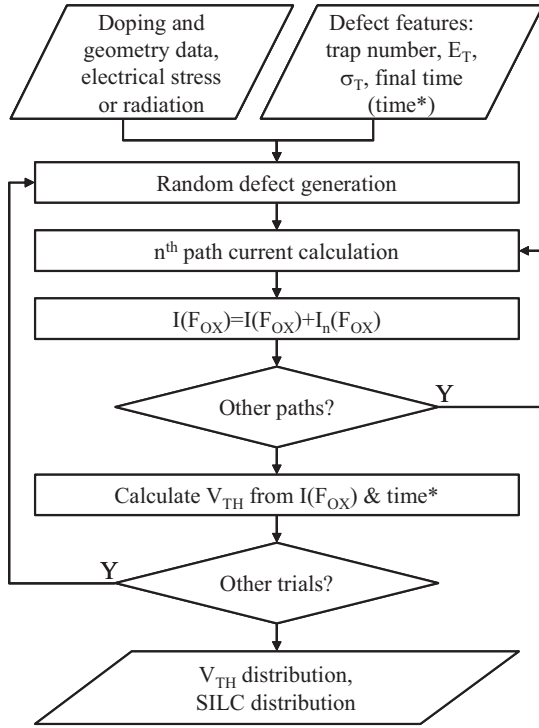 Doping and
geometry data,
electrical stress
or radiation
Defect features:
trap number, E_T,
σ_T, final time
(time*)
Random defect generation
n^th path current calculation
I(F_OX)=I(F_OX)+I_n(F_OX)
Other paths?
Y
Calculate V_TH from I(F_OX) & time*
Y
Other trials?
V_TH distribution,
SILC distribution